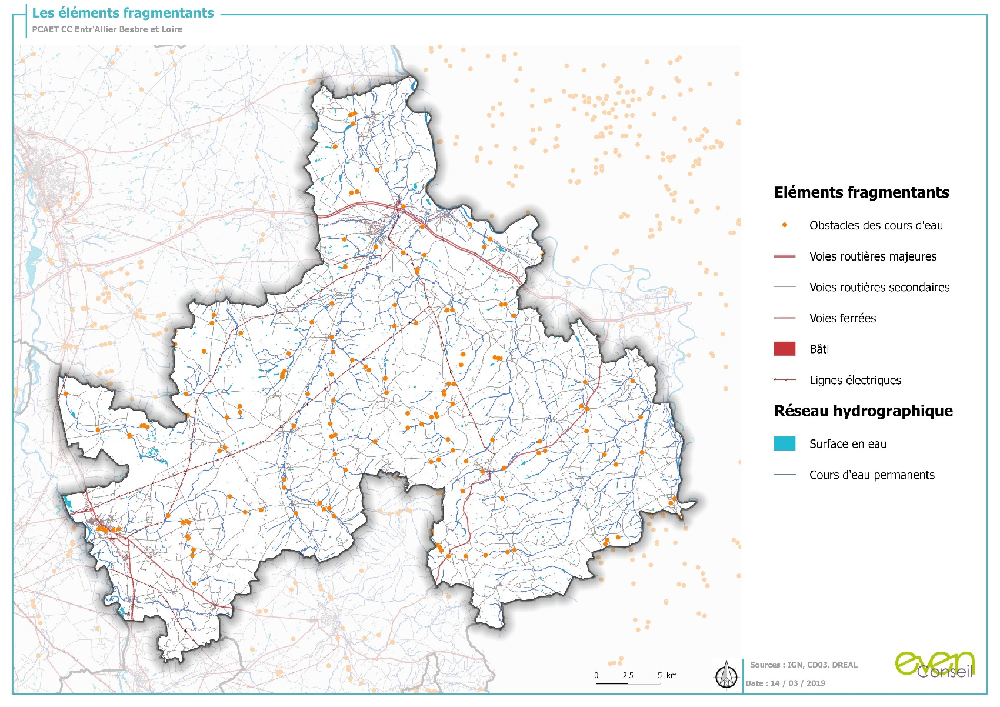 Les éléments fragmentants
PCAET CC Entr'Allier Besbre et Loire
Eléments fragmentants
Obstacles des cours d'eau
Voies routières majeures
Voies routières secondaires
Voies ferrées
Bâti
Lignes électriques
Réseau hydrographique
Surface en eau
Cours d'eau permanents
0 2.5 5 km
N
Sources : IGN, CD03, DREAL
Date : 14 / 03 / 2019
even
Conseil